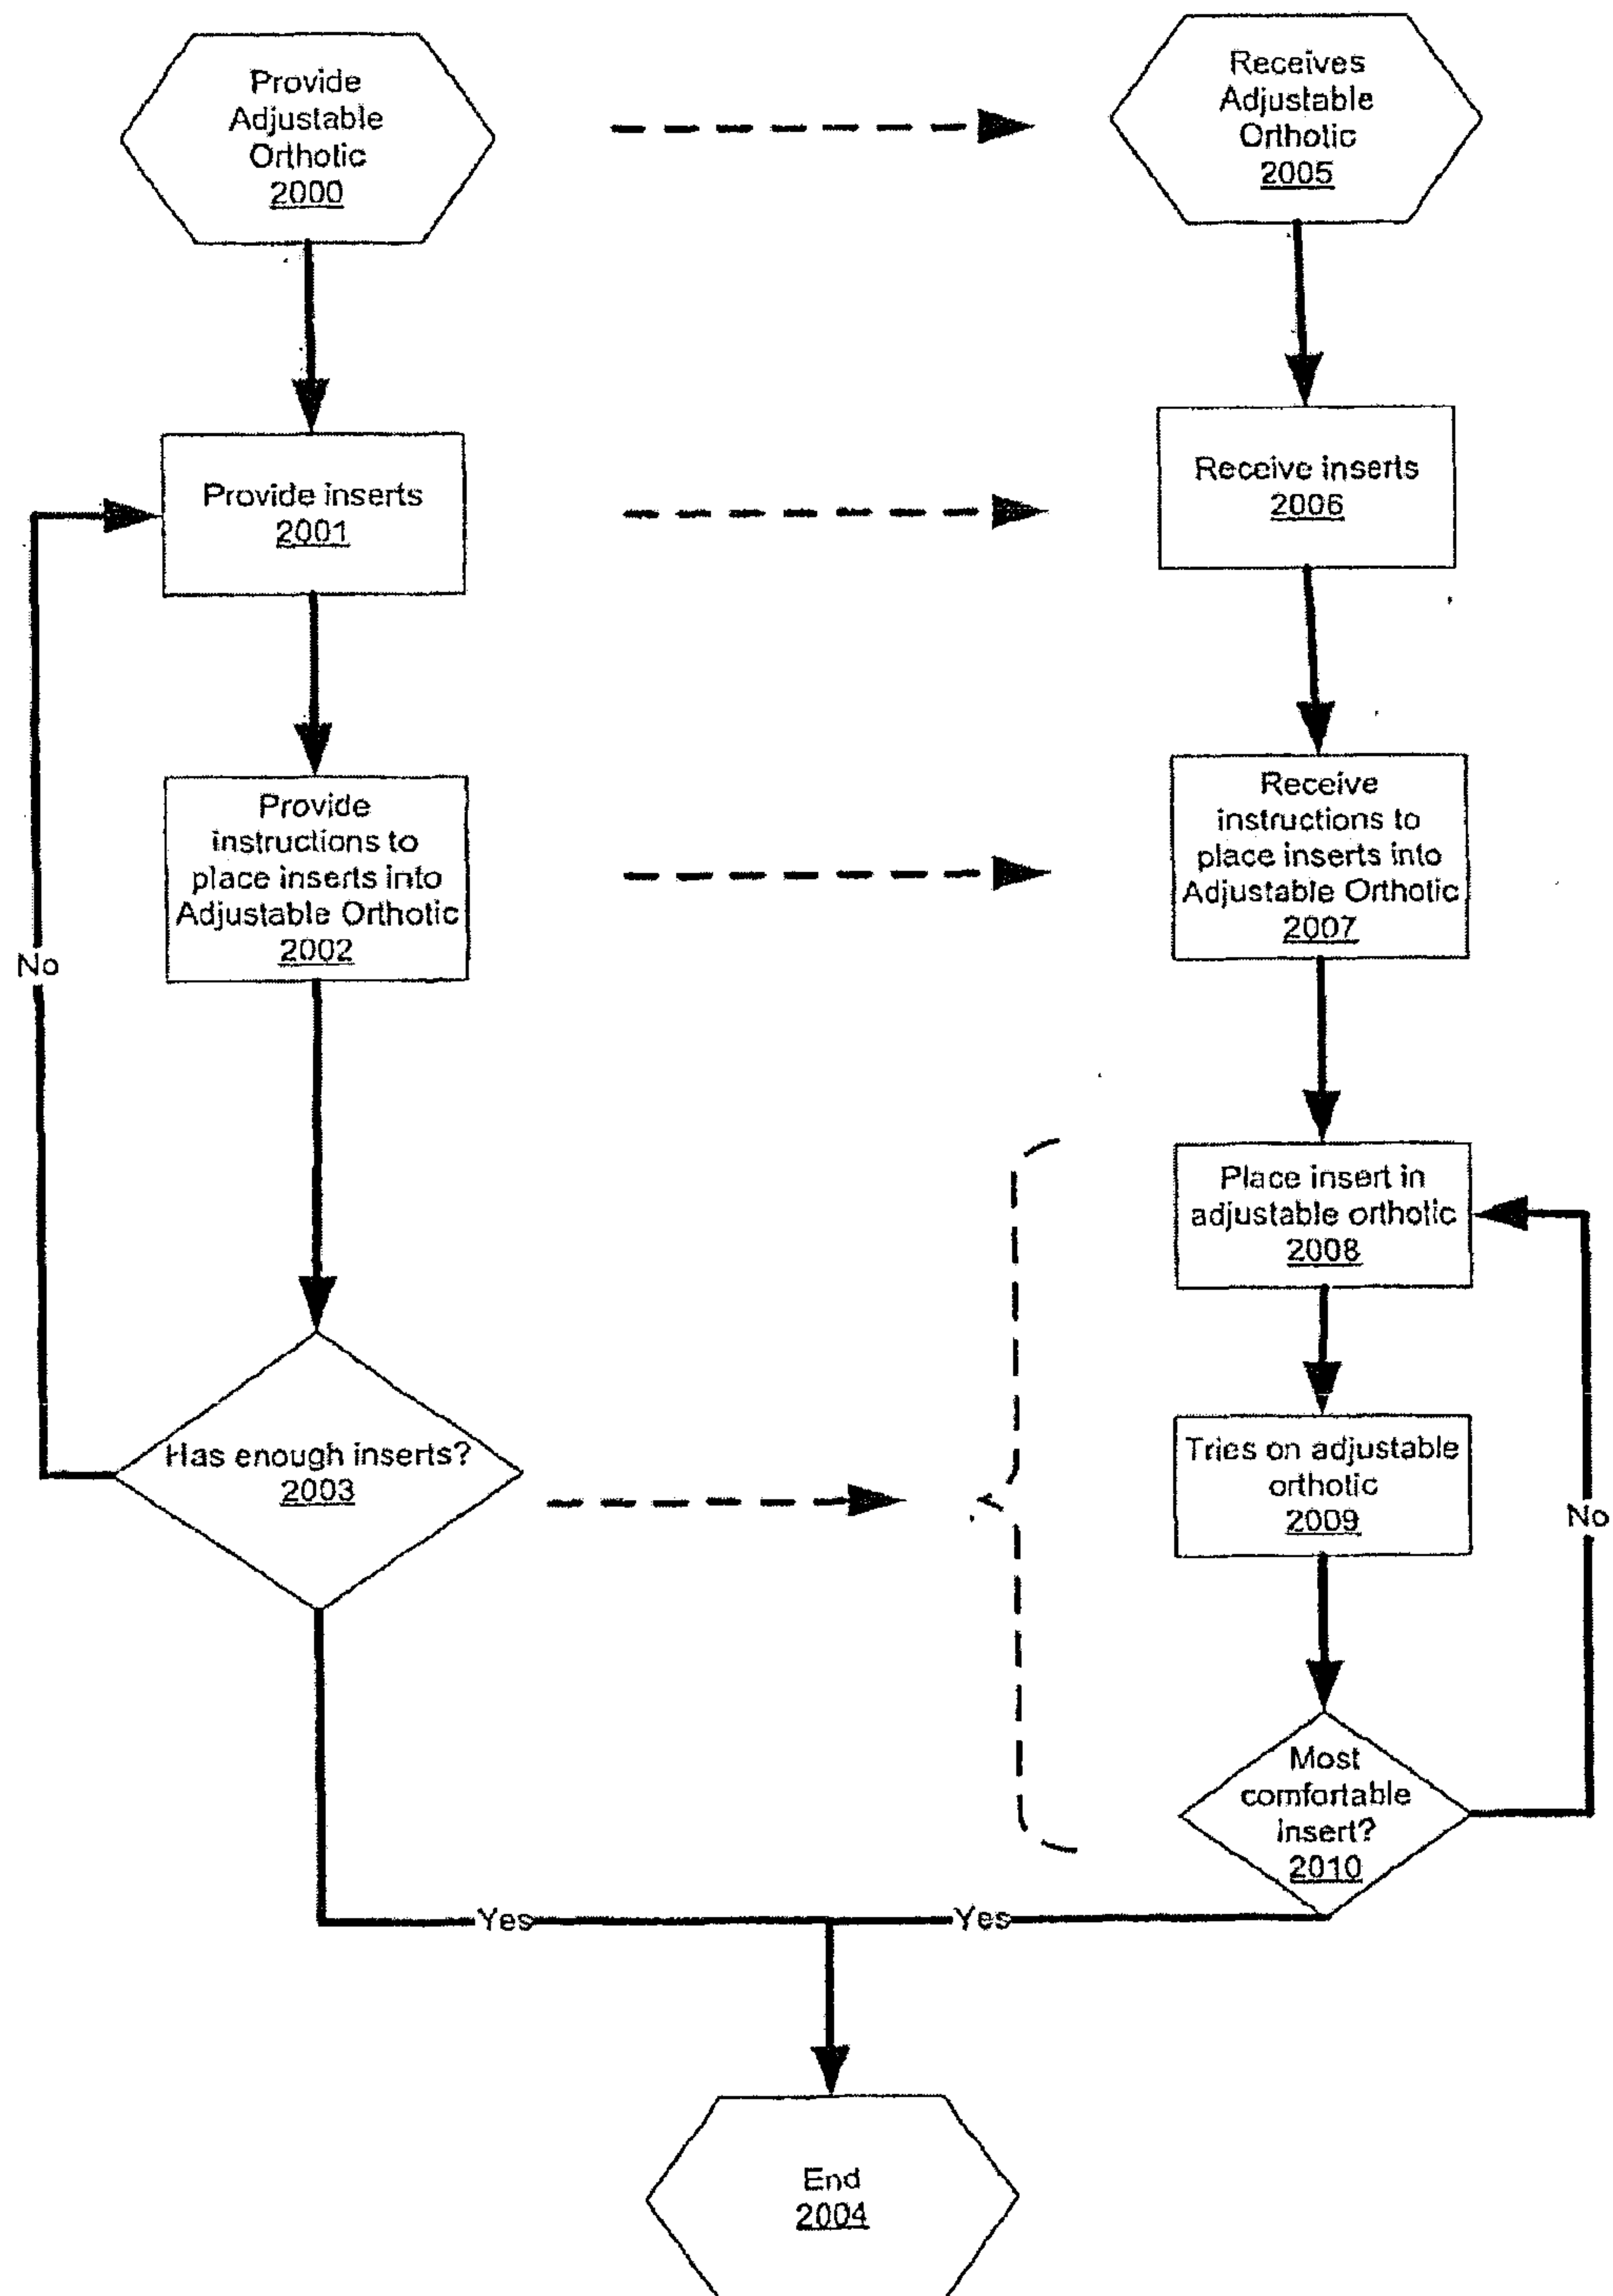 Provide
Adjustable
Orthotic
2000
Receives
Adjustable
Orthotic
2005
Provide inserts
2001
Receive inserts
2006
Provide
instructions to
place inserts into
Adjustable Orthotic
2002
Receive
instructions to
place inserts into
Adjustable Orthotic
2007
No
Place insert in
adjustable orthotic
2008
Has enough inserts?
2003
Tries on adjustable
orthotic
2009
No
Most
comfortable
insert?
2010
Yes
Yes
End
2004